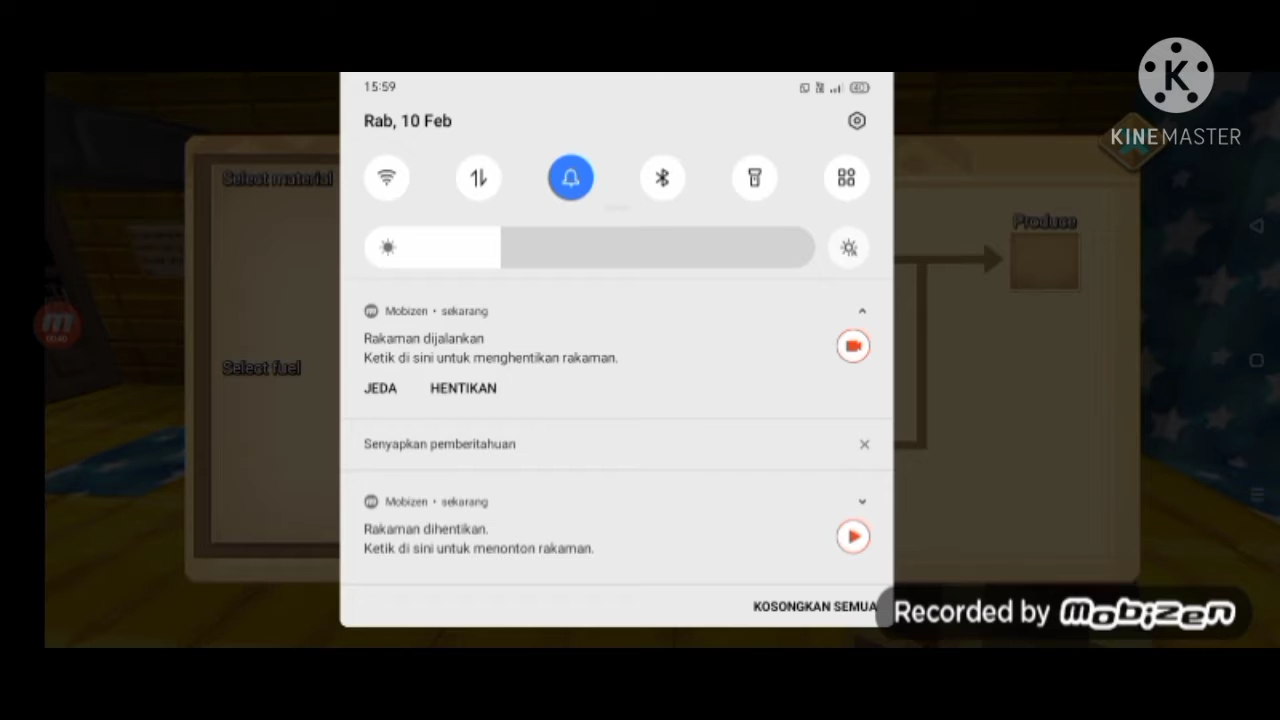 KINEMASTER
15:59
Rab, 10 Feb
Select material
Produce
Mobizen • sekarang
Rakaman dijalankan
Ketik di sini untuk menghentikan rakaman.
00:40
Select fuel
JEDA HENTIKAN
Senyapkan pemberitahuan
Mobizen • sekarang
Rakaman dihentikan.
Ketik di sini untuk menonton rakaman.
KOSONGKAN SEMUA
Recorded by mobizen